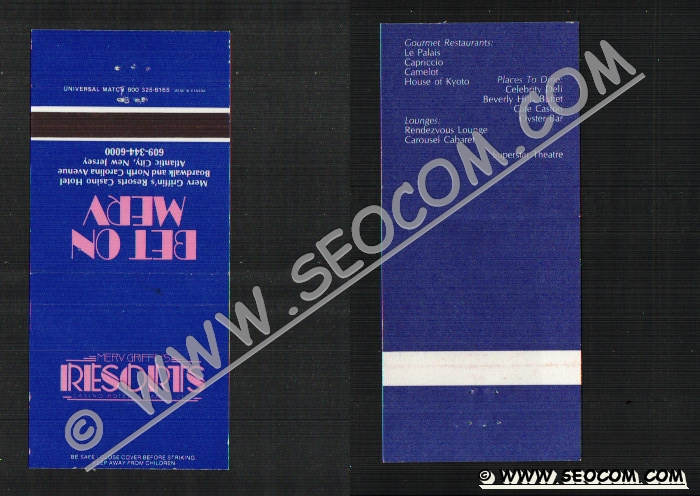 UNIVERSAL MATCH 800 325-8165
609-344-6000
Atlantic City, New Jersey
Boardwalk and North Carolina Avenue
Merv Griffin's Resorts Casino Hotel
BET ON
MERV
MERV GRIFFIN'S
RESORTS
CASINO HOTEL
BE SAFE CLOSE COVER BEFORE STRIKING
KEEP AWAY FROM CHILDREN
Gourmet Restaurants:
Le Palais
Capriccio
Camelot
House of Kyoto
Places To Dine:
Celebrity Deli
Beverly Hills Buffet
Cafe Casino
Oyster Bar
Lounges:
Rendezvous Lounge
Carousel Cabaret
Superstar Theatre
© WWW.SEOCOM.COM
© WWW.SEOCOM.COM